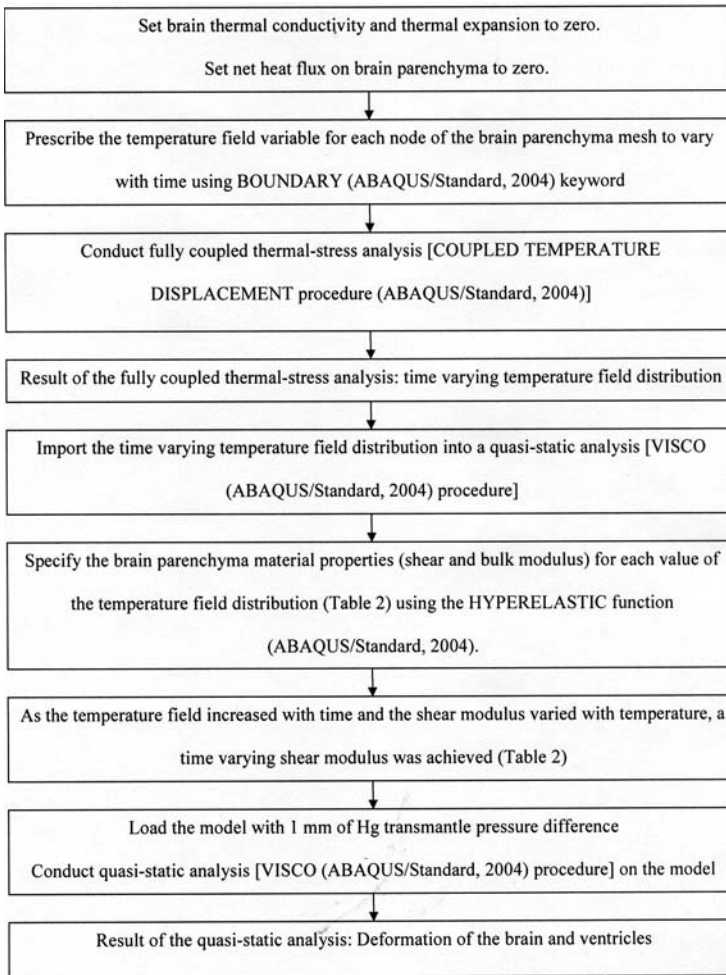 Set brain thermal conductivity and thermal expansion to zero.
Set net heat flux on brain parenchyma to zero.
Prescribe the temperature field variable for each node of the brain parenchyma mesh to vary
with time using BOUNDARY (ABAQUS/Standard, 2004) keyword
Conduct fully coupled thermal-stress analysis [COUPLED TEMPERATURE
DISPLACEMENT procedure (ABAQUS/Standard, 2004)]
Result of the fully coupled thermal-stress analysis: time varying temperature field distribution
Import the time varying temperature field distribution into a quasi-static analysis [VISCO
(ABAQUS/Standard, 2004) procedure]
Specify the brain parenchyma material properties (shear and bulk modulus) for each value of
the temperature field distribution (Table 2) using the HYPERELASTIC function
(ABAQUS/Standard, 2004).
As the temperature field increased with time and the shear modulus varied with temperature, a
time varying shear modulus was achieved (Table 2)
Load the model with 1 mm of Hg transmantle pressure difference
Conduct quasi-static analysis [VISCO (ABAQUS/Standard, 2004) procedure] on the model
Result of the quasi-static analysis: Deformation of the brain and ventricles